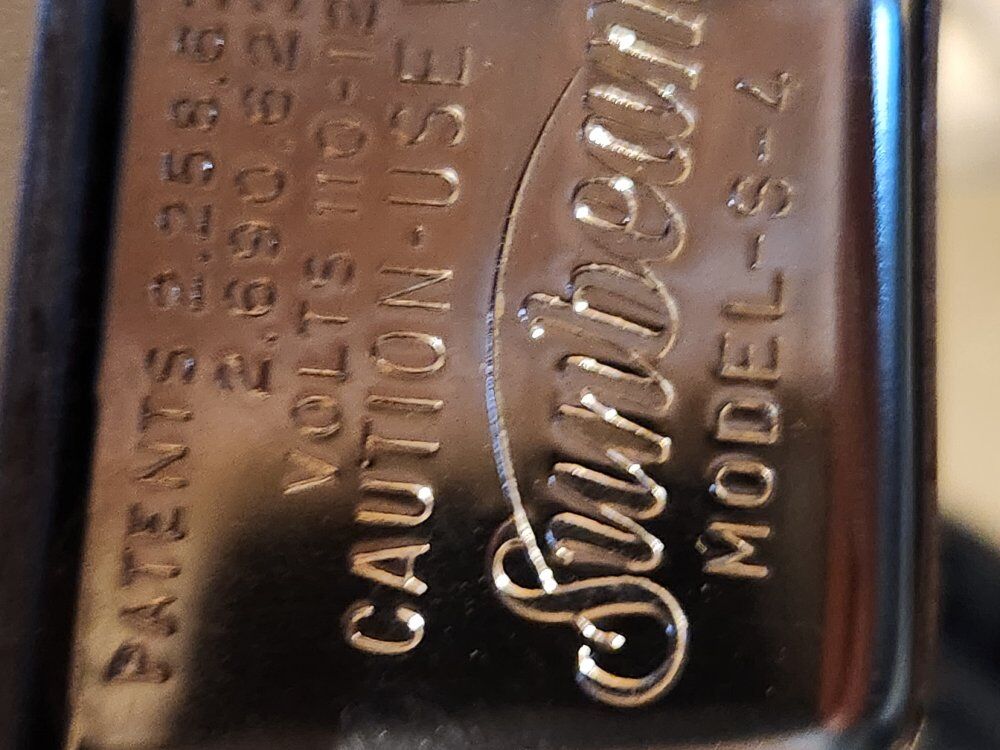 PATENTS 2.258.6
2.690.62
VOLTS 110-12
CAUTION-USE
Sunbeam
MODEL-S-4